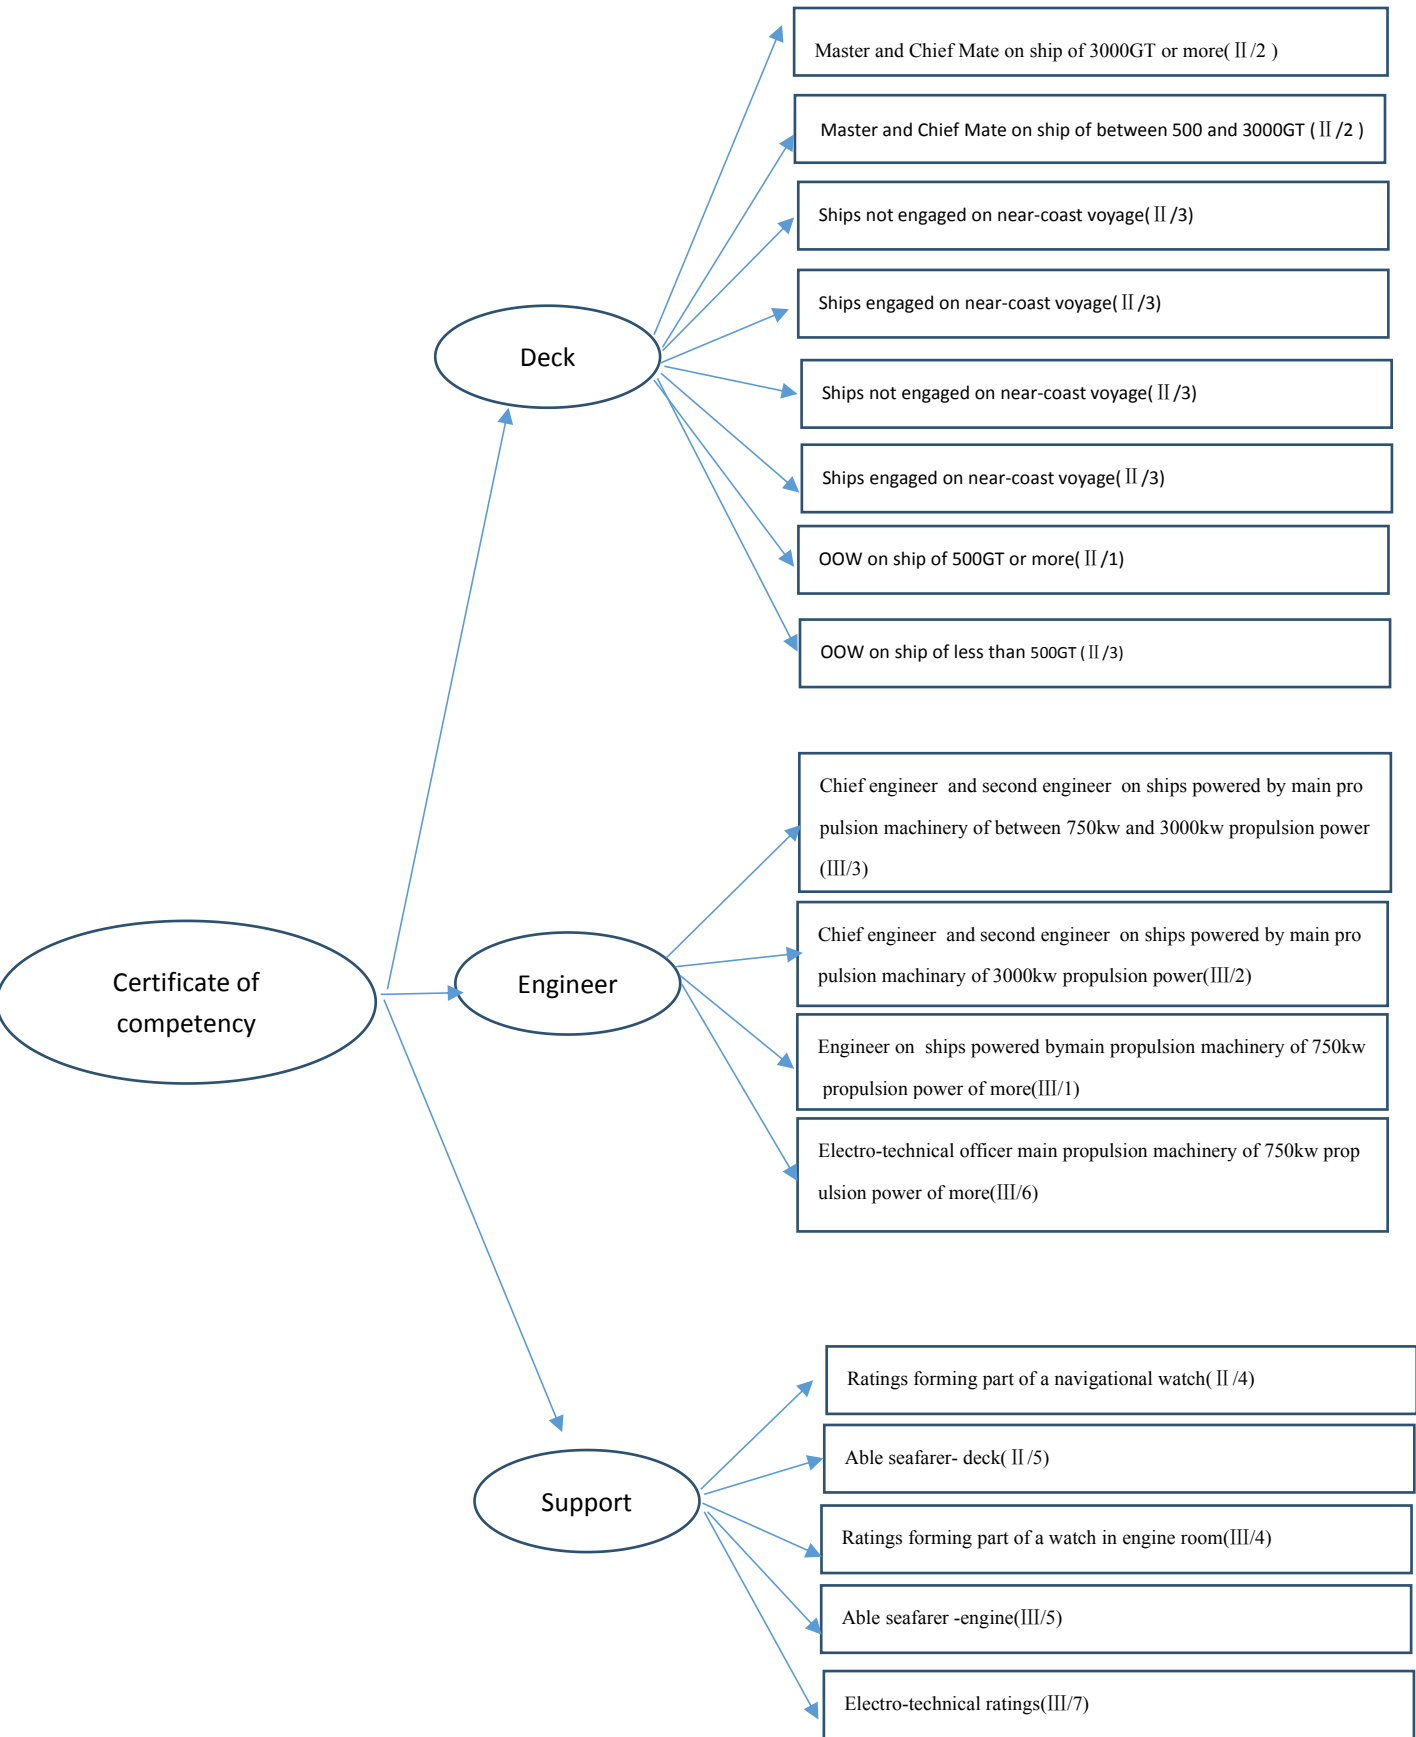 Master and Chief Mate on ship of 3000GT or more(Ⅱ/2 )
Master and Chief Mate on ship of between 500 and 3000GT (Ⅱ/2 )
Ships not engaged on near-coast voyage(Ⅱ/3)
Ships engaged on near-coast voyage(Ⅱ/3)
Deck
Ships not engaged on near-coast voyage(Ⅱ/3)
Ships engaged on near-coast voyage(Ⅱ/3)
OOW on ship of 500GT or more(Ⅱ/1)
OOW on ship of less than 500GT (Ⅱ/3)
Chief engineer and second engineer on ships powered by main pro
pulsion machinery of between 750kw and 3000kw propulsion power
(Ⅲ/3)
Chief engineer and second engineer on ships powered by main pro
pulsion machinary of 3000kw propulsion power(Ⅲ/2)
Certificate of
competency
Engineer
Engineer on ships powered bymain propulsion machinery of 750kw
propulsion power of more(Ⅲ/1)
Electro-technical officer main propulsion machinery of 750kw prop
ulsion power of more(Ⅲ/6)
Ratings forming part of a navigational watch(Ⅱ/4)
Able seafarer- deck(Ⅱ/5)
Support
Ratings forming part of a watch in engine room(Ⅲ/4)
Able seafarer -engine(Ⅲ/5)
Electro-technical ratings(Ⅲ/7)